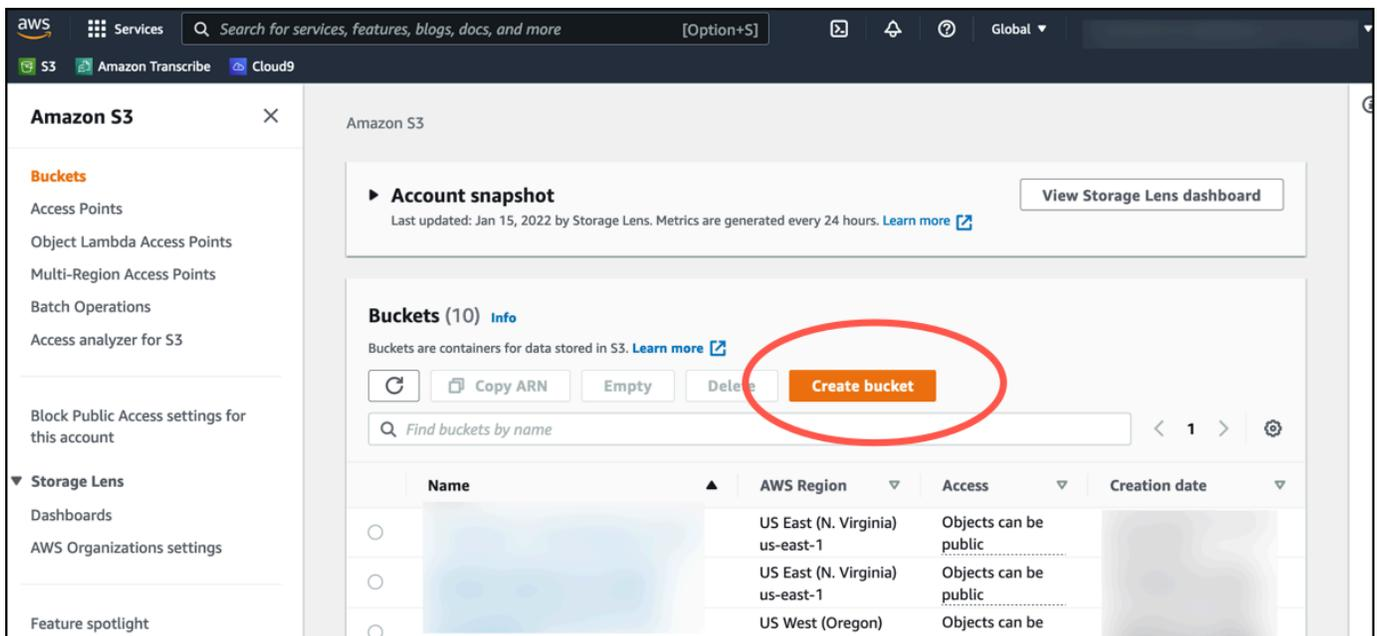 aws Services Search for services, features, blogs, docs, and more [Option+S] Global
S3 Amazon Transcribe Cloud9
Amazon S3
Buckets
Access Points
Object Lambda Access Points
Multi-Region Access Points
Batch Operations
Access analyzer for S3
Block Public Access settings for
this account
Storage Lens
Dashboards
AWS Organizations settings
Feature spotlight
Amazon S3
Account snapshot View Storage Lens dashboard
Last updated: Jan 15, 2022 by Storage Lens. Metrics are generated every 24 hours. Learn more
Buckets (10) Info
Buckets are containers for data stored in S3. Learn more
Copy ARN Empty Delete Create bucket
Find buckets by name 1
Name AWS Region Access Creation date
US East (N. Virginia) Objects can be
us-east-1 public
US East (N. Virginia) Objects can be
us-east-1 public
US West (Oregon) Objects can be